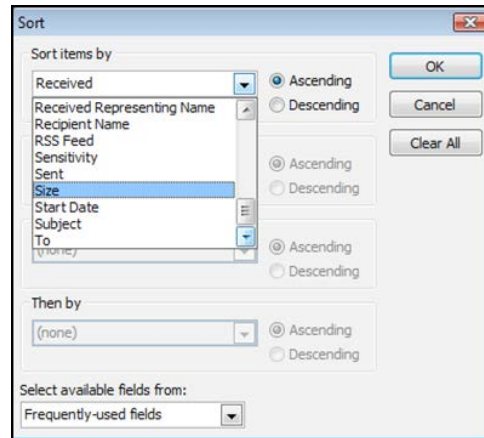 Sort
Sort items by
Received
Ascending
Descending
OK
Cancel
Clear All
Received Representing Name
Recipient Name
RSS Feed
Sensitivity
Sent
Size
Start Date
Subject
To
Ascending
Descending
(none)
Ascending
Descending
Then by
(none)
Ascending
Descending
Select available fields from:
Frequently-used fields